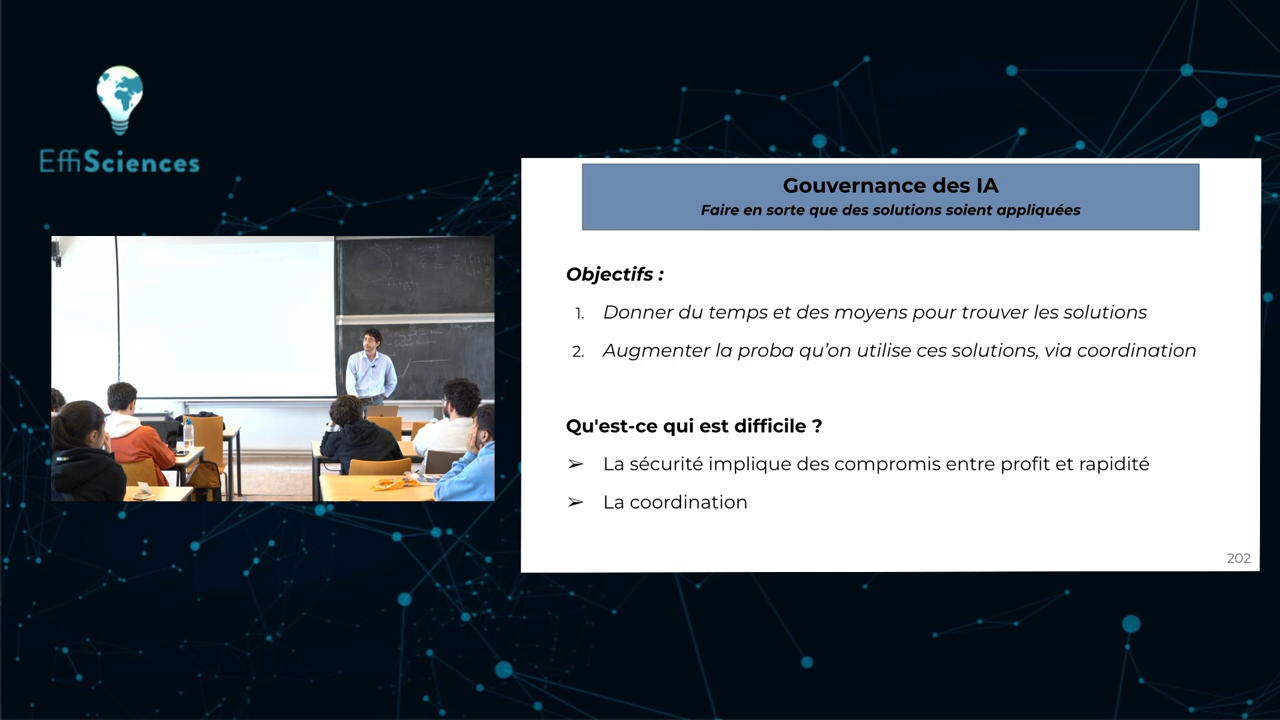 EffiSciences
Gouvernance des IA
Faire en sorte que des solutions soient appliquées
Objectifs :
1. Donner du temps et des moyens pour trouver les solutions
2. Augmenter la proba qu’on utilise ces solutions, via coordination
Qu'est-ce qui est difficile ?
➢ La sécurité implique des compromis entre profit et rapidité
➢ La coordination
202